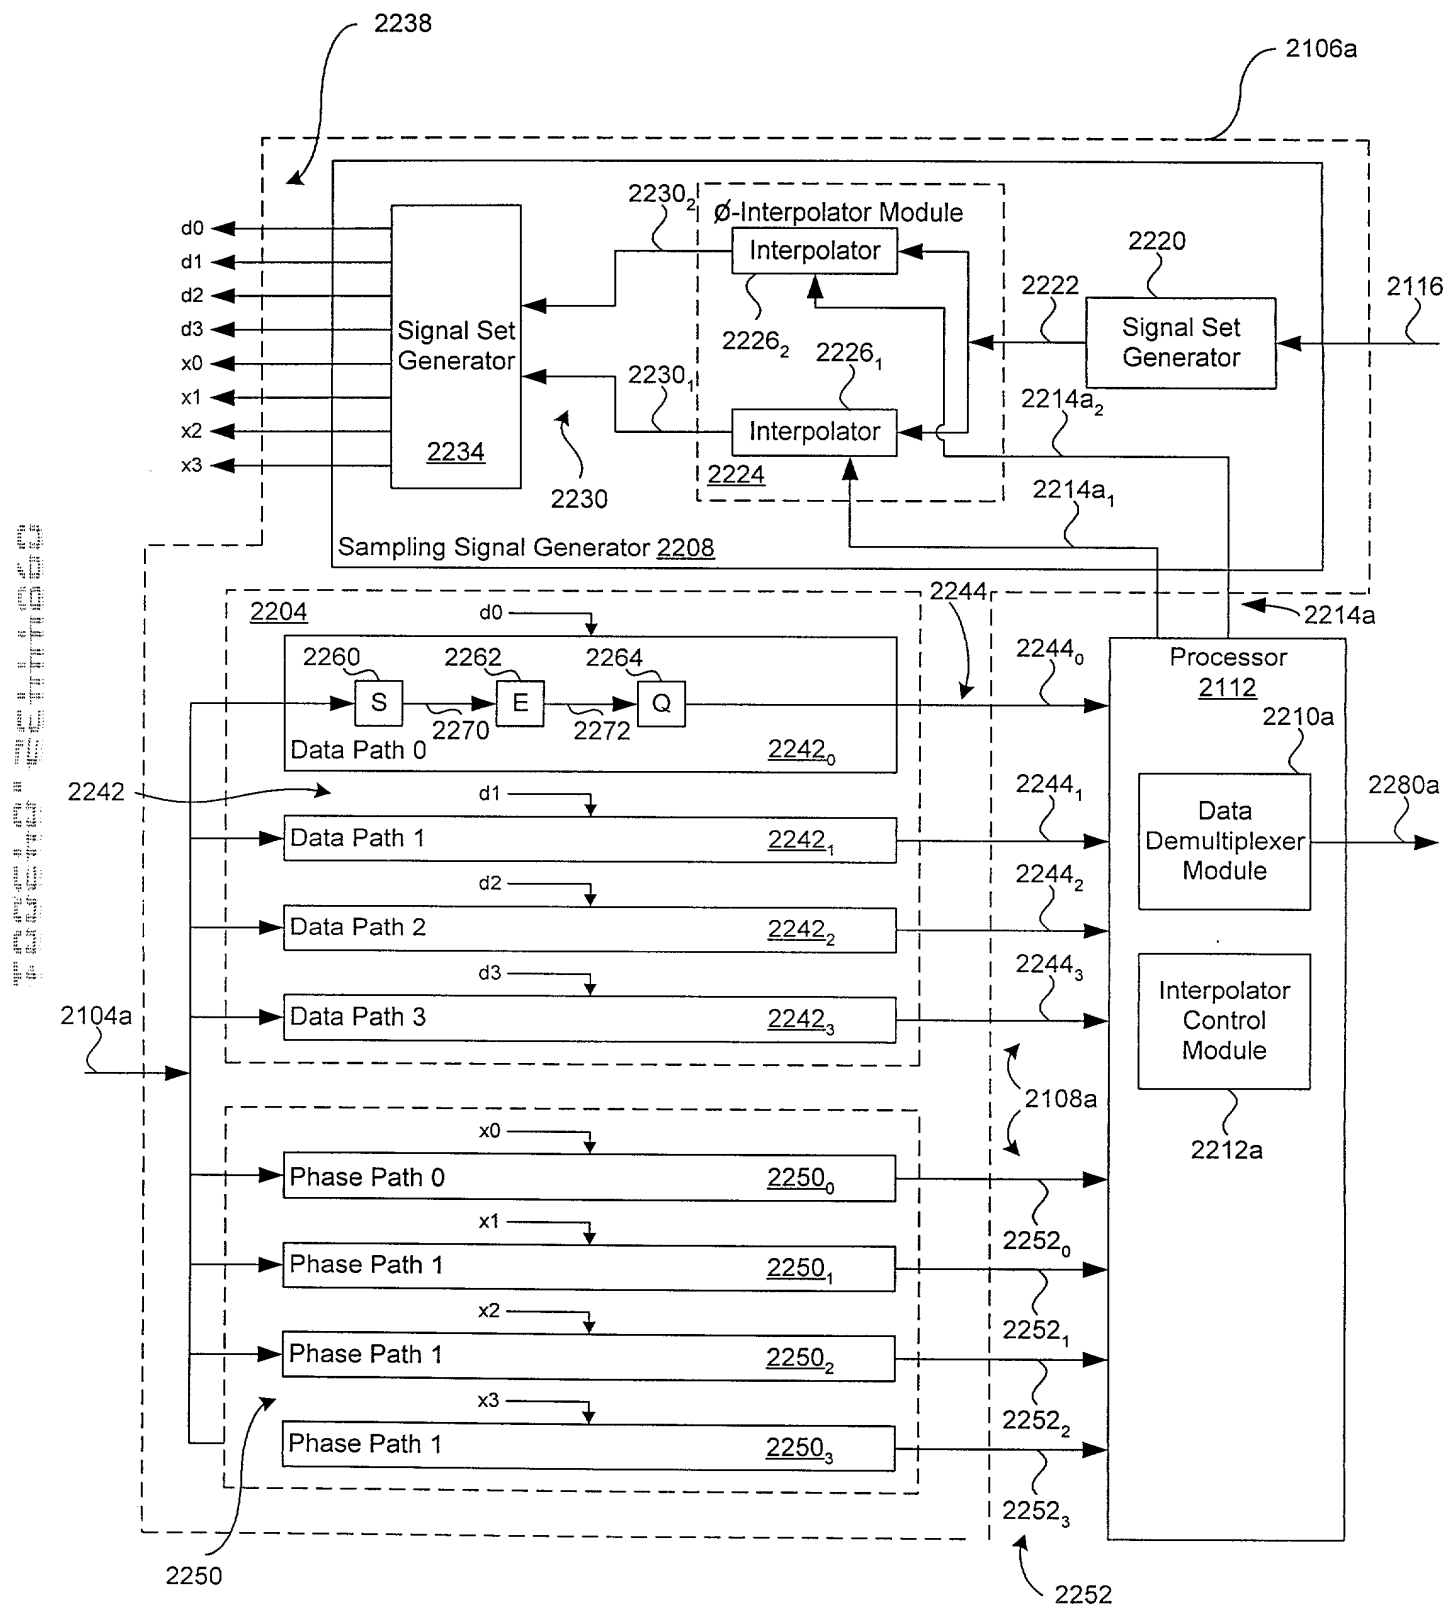 2238
2106a
d0
d1
d2
d3
x0
x1
x2
x3
Signal Set
Generator
2234
2230₂
2230₁
2230
Ø-Interpolator Module
Interpolator
2226₂
2226₁
Interpolator
2224
2222
2220
Signal Set
Generator
2116
2214a₂
2214a₁
Sampling Signal Generator 2208
2214a
2204
d0
2260
2262
2264
S
E
Q
2270
2272
Data Path 0
2242₀
2242
d1
Data Path 1
2242₁
d2
Data Path 2
2242₂
d3
Data Path 3
2242₃
2104a
2244
2244₀
2244₁
2244₂
2244₃
2108a
Processor
2112
2210a
Data
Demultiplexer
Module
2280a
Interpolator
Control
Module
2212a
x0
Phase Path 0
2250₀
x1
Phase Path 1
2250₁
x2
Phase Path 1
2250₂
x3
Phase Path 1
2250₃
2252₀
2252₁
2252₂
2252₃
2250
2252